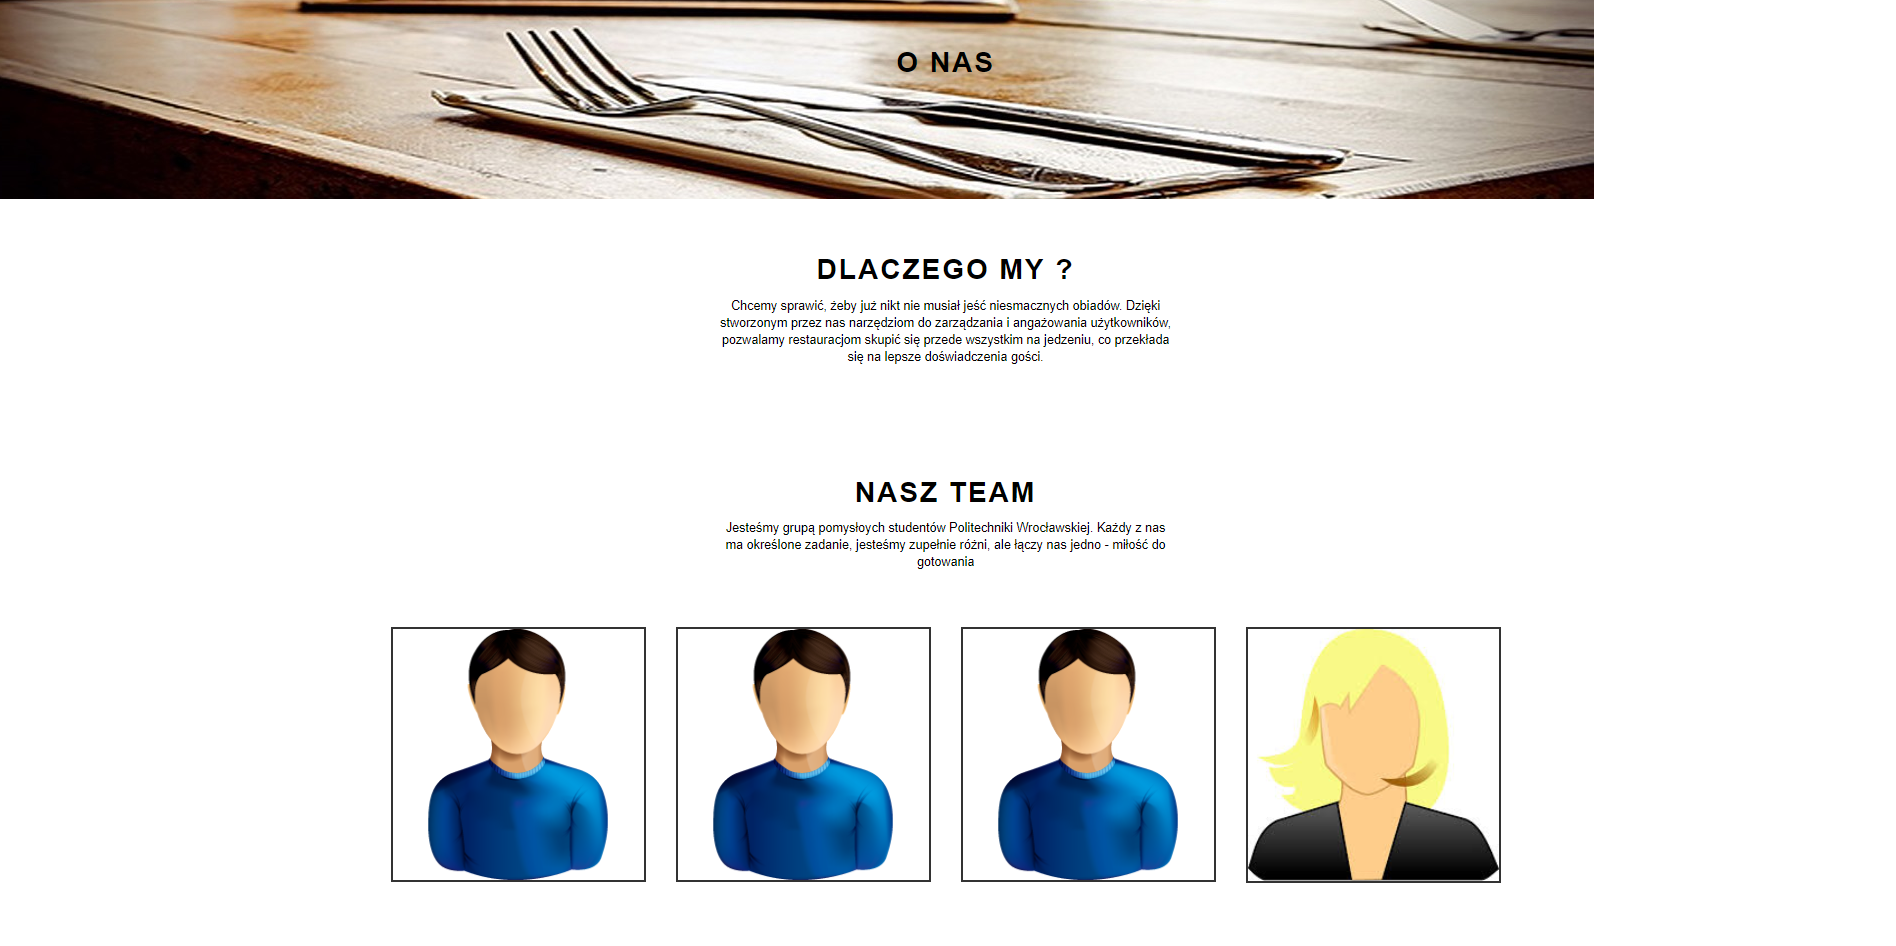 O NAS
DLACZEGO MY ?
Chcemy sprawić, żeby już nikt nie musiał jeść niesmacznych obiadów. Dzięki
stworzonym przez nas narzędziom do zarządzania i angażowania użytkowników,
pozwalamy restauracjom skupić się przede wszystkim na jedzeniu, co przekłada
się na lepsze doświadczenia gości.
NASZ TEAM
Jesteśmy grupą pomysłoych studentów Politechniki Wrocławskiej. Każdy z nas
ma określone zadanie, jesteśmy zupełnie różni, ale łączy nas jedno - miłość do
gotowania